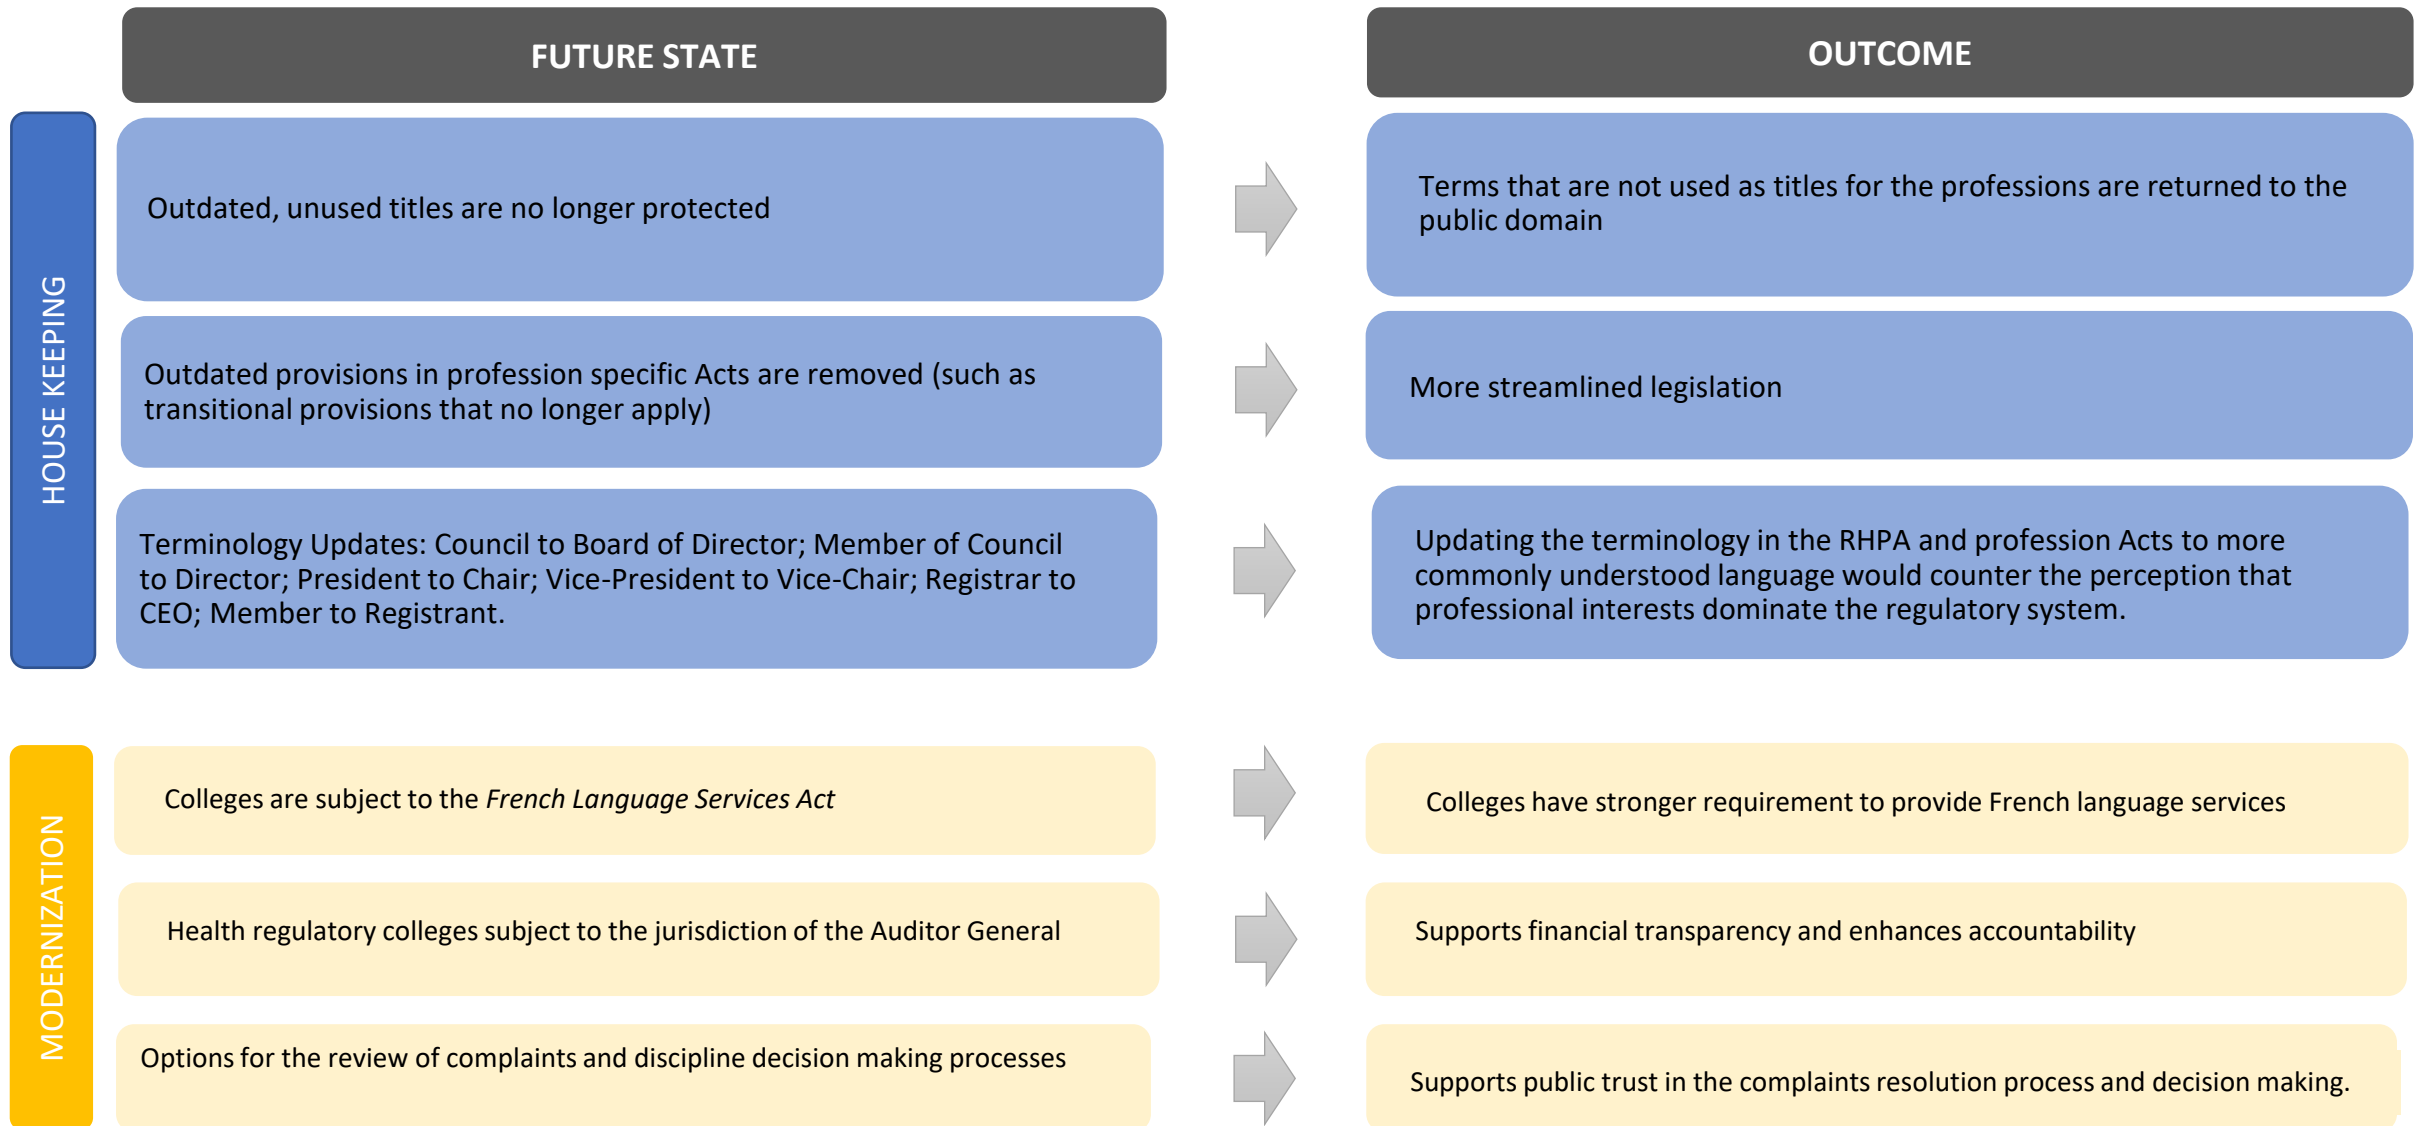 FUTURE STATE
OUTCOME
HOUSE KEEPING
Outdated, unused titles are no longer protected
Terms that are not used as titles for the professions are returned to the
public domain
Outdated provisions in profession specific Acts are removed (such as
transitional provisions that no longer apply)
More streamlined legislation
Terminology Updates: Council to Board of Director; Member of Council
to Director; President to Chair; Vice-President to Vice-Chair; Registrar to
CEO; Member to Registrant.
Updating the terminology in the RHPA and profession Acts to more
commonly understood language would counter the perception that
professional interests dominate the regulatory system.
MODERNIZATION
Colleges are subject to the French Language Services Act
Colleges have stronger requirement to provide French language services
Health regulatory colleges subject to the jurisdiction of the Auditor General
Supports financial transparency and enhances accountability
Options for the review of complaints and discipline decision making processes
Supports public trust in the complaints resolution process and decision making.